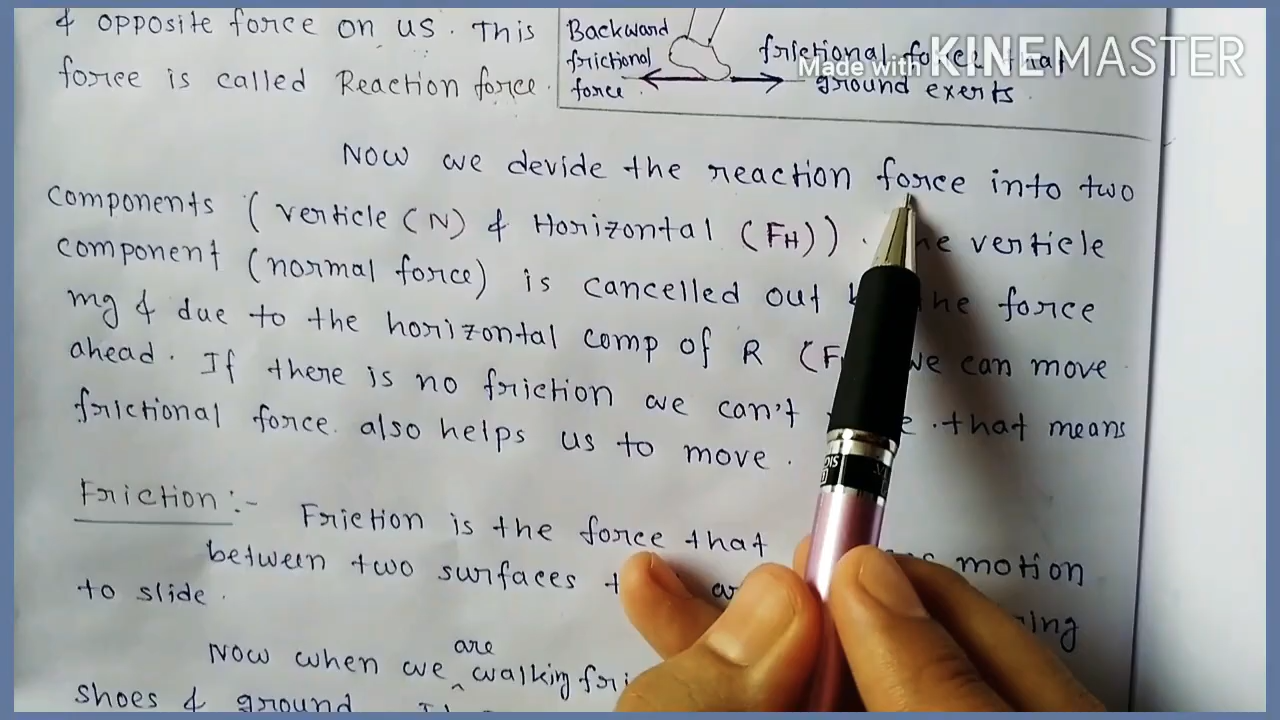 & opposite force on us. This
force is called Reaction force.
Backward
frictional
force
frictional force that
ground exerts.
Made with KINEMASTER
Now we devide the reaction force into two
components (verticle (N) & Horizontal (FH)). verticle
component (normal force) is cancelled out the force
mg & due to the horizontal comp of R we can move
ahead. If there is no friction we can't . that means
frictional force also helps us to move.
Friction :-
Friction is the force that motion
between two surfaces
to slide.
Now when we are walking
shoes & ground.